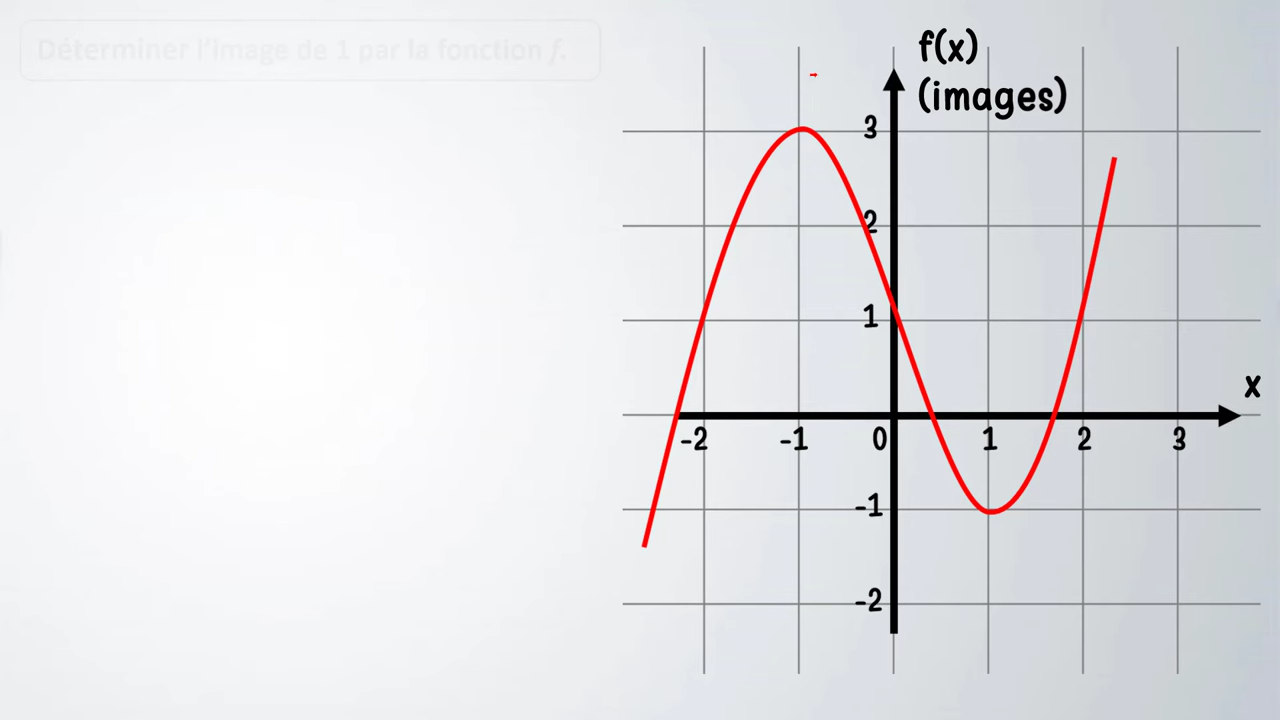 Déterminer l'image de 1 par la fonction f.
f(x)
(images)
3
2
1
x
-2 -1 0 1 2 3
-1
-2